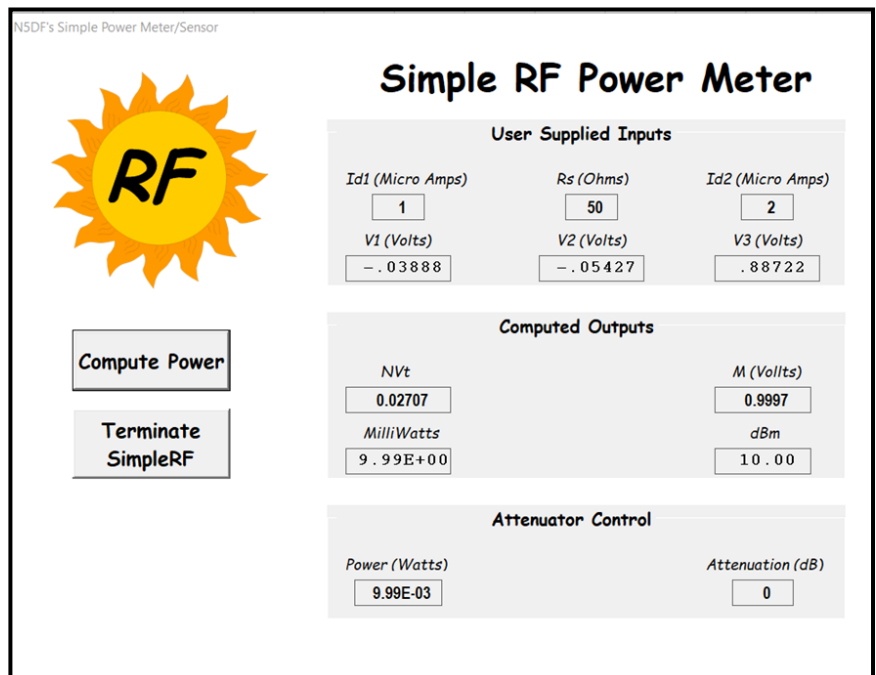 N5DF's Simple Power Meter/Sensor
Simple RF Power Meter
RF
User Supplied Inputs
Id1 (Micro Amps) Rs (Ohms) Id2 (Micro Amps)
1 50 2
V1 (Volts) V2 (Volts) V3 (Volts)
-.03888 -.05427 .88722
Compute Power
Terminate
SimpleRF
Computed Outputs
NVt M (Vollts)
0.02707 0.9997
MilliWatts dBm
9.99E+00 10.00
Attenuator Control
Power (Watts) Attenuation (dB)
9.99E-03 0